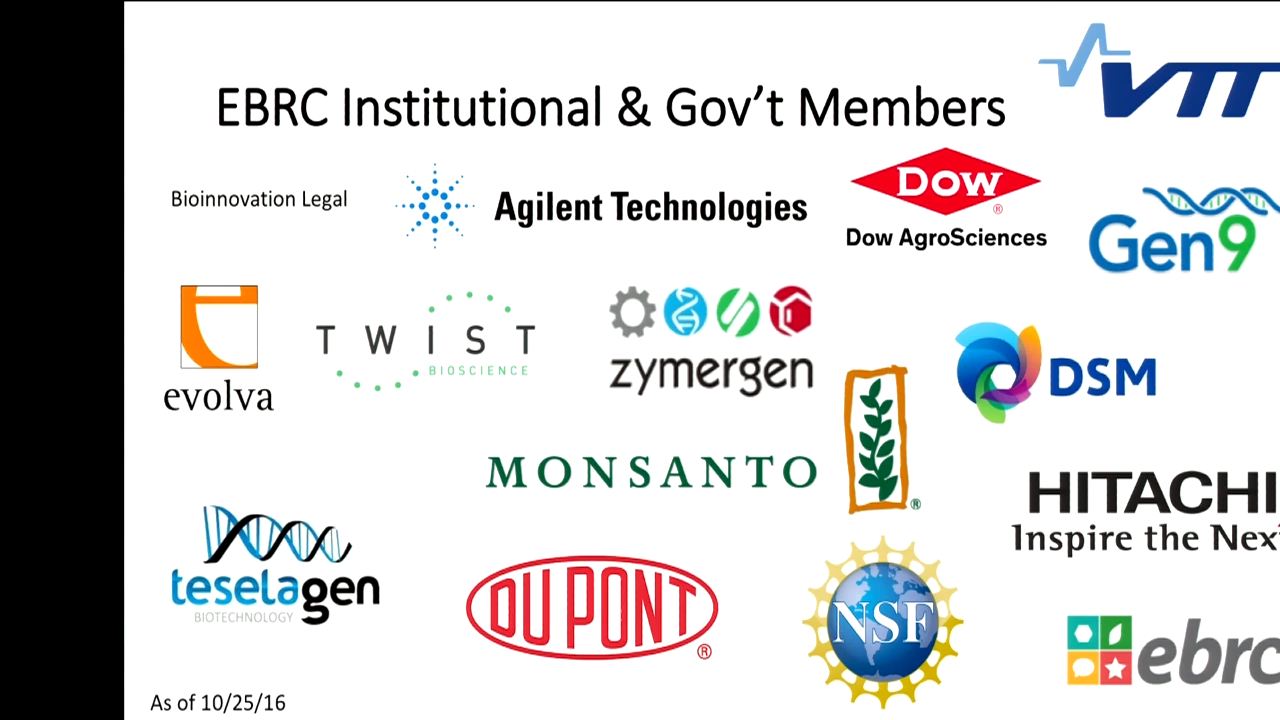 VTT
EBRC Institutional & Gov’t Members
Bioinnovation Legal
Agilent Technologies
DOW
®
Dow AgroSciences
Gen9
e
evolva
TWIST
BIOSCIENCE
zymergen
DSM
MONSANTO
®
HITACHI
Inspire the Nex
teselagen
BIOTECHNOLOGY
DU PONT
®
NSF
ebrc
As of 10/25/16